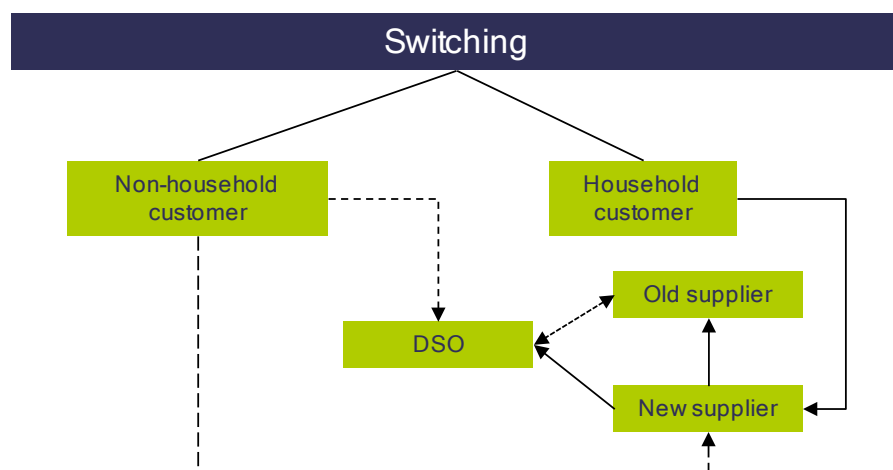 Switching
Non-household
customer
Household
customer
Old supplier
DSO
New supplier